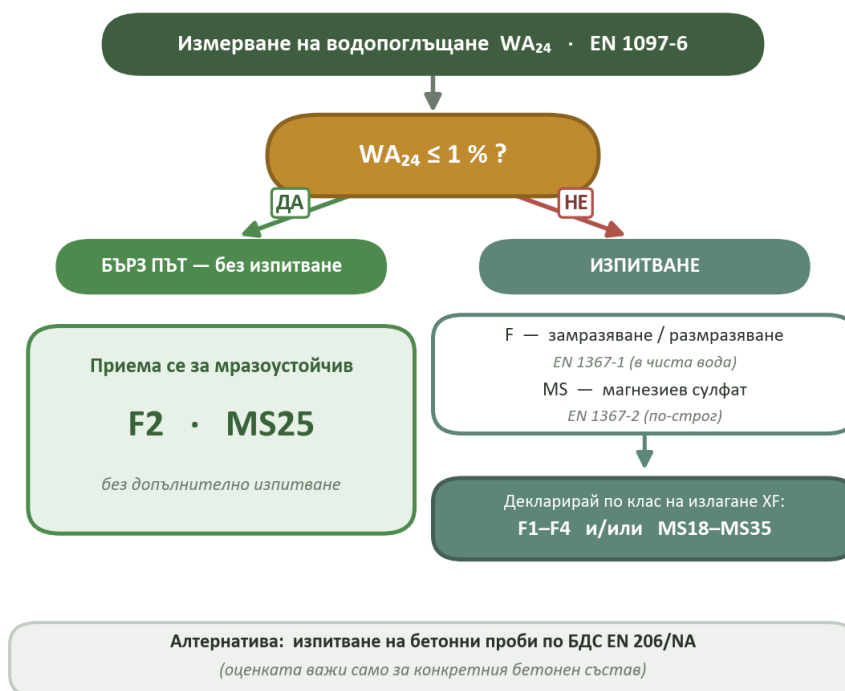 Измерване на водопоглъщане WA₂₄ · EN 1097-6
WA₂₄ ≤ 1 % ?
ДА
НЕ
БЪРЗ ПЪТ — без изпитване
ИЗПИТВАНЕ
Приема се за мразоустойчив
F2 · MS25
без допълнително изпитване
F — замразяване / размразяване
EN 1367-1 (в чиста вода)
MS — магнезиев сулфат
EN 1367-2 (по-строг)
Декларирай по клас на излагане XF:
F1–F4 и/или MS18–MS35
Алтернатива: изпитване на бетонни проби по БДС EN 206/NA
(оценката важи само за конкретния бетонен състав)